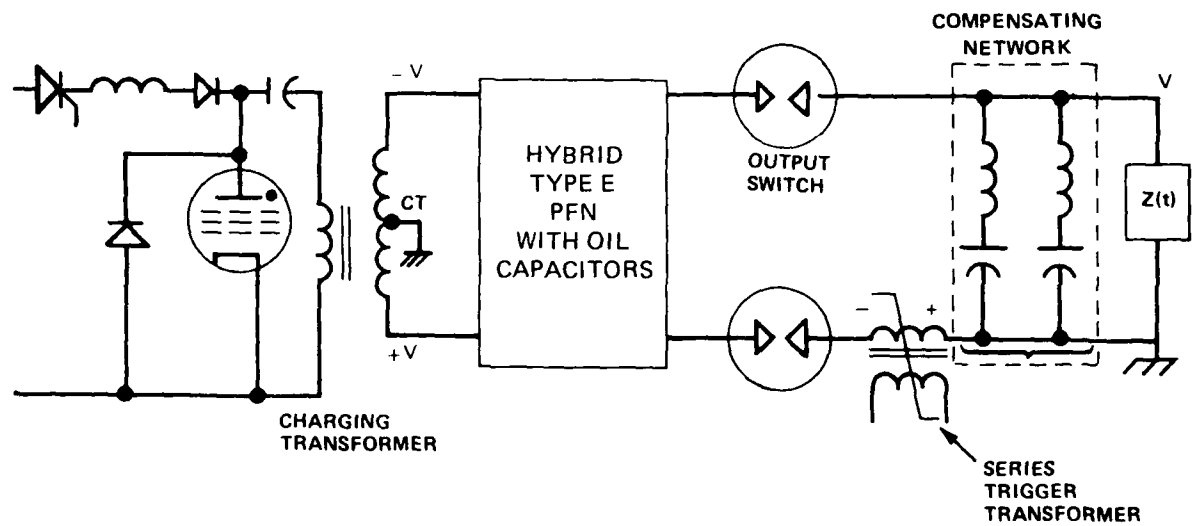 COMPENSATING
NETWORK
– V
V
HYBRID
TYPE E
PFN
WITH OIL
CAPACITORS
OUTPUT
SWITCH
CT
Z(t)
+V
– +
CHARGING
TRANSFORMER
SERIES
TRIGGER
TRANSFORMER